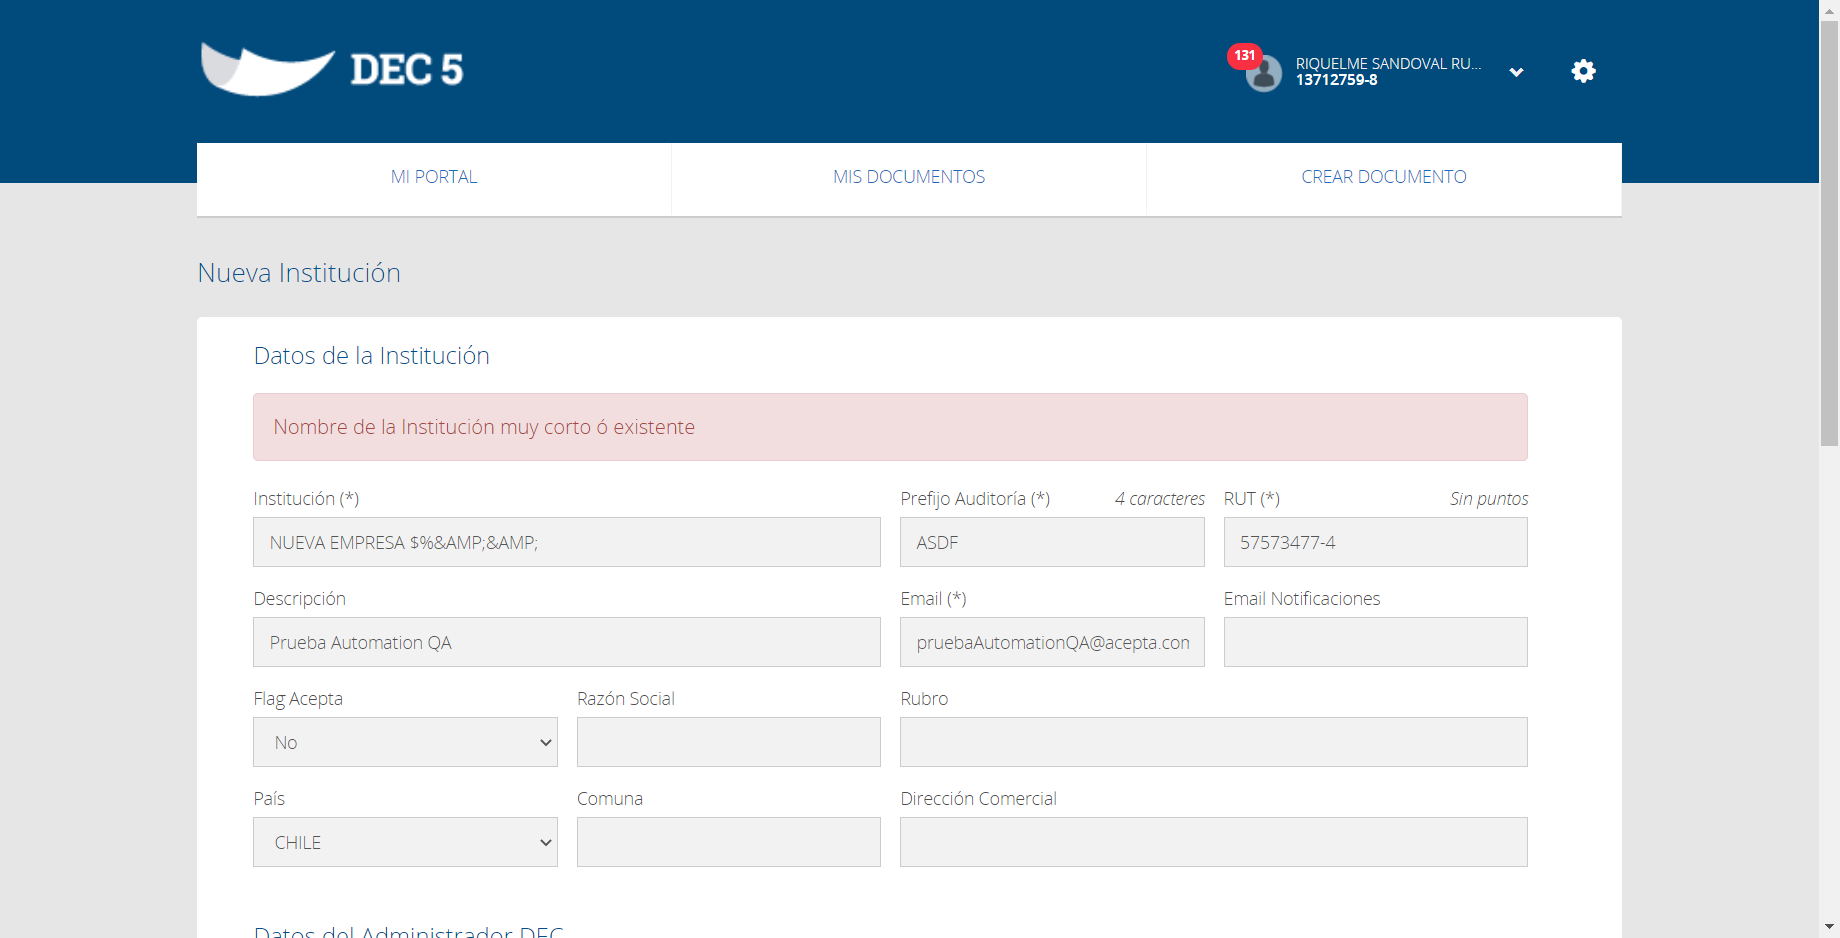 DEC 5
131
RIQUELME SANDOVAL RU...
13712759-8
MI PORTAL
MIS DOCUMENTOS
CREAR DOCUMENTO
Nueva Institución
Datos de la Institución
Nombre de la Institución muy corto ó existente
Institución (*)
Prefijo Auditoría (*)
4 caracteres
RUT (*)
Sin puntos
NUEVA EMPRESA $%&AMP;&AMP;
ASDF
57573477-4
Descripción
Email (*)
Email Notificaciones
Prueba Automation QA
pruebaAutomationQA@acepta.con
Flag Acepta
Razón Social
Rubro
No
País
Comuna
Dirección Comercial
CHILE
Datos del Administrador DEC